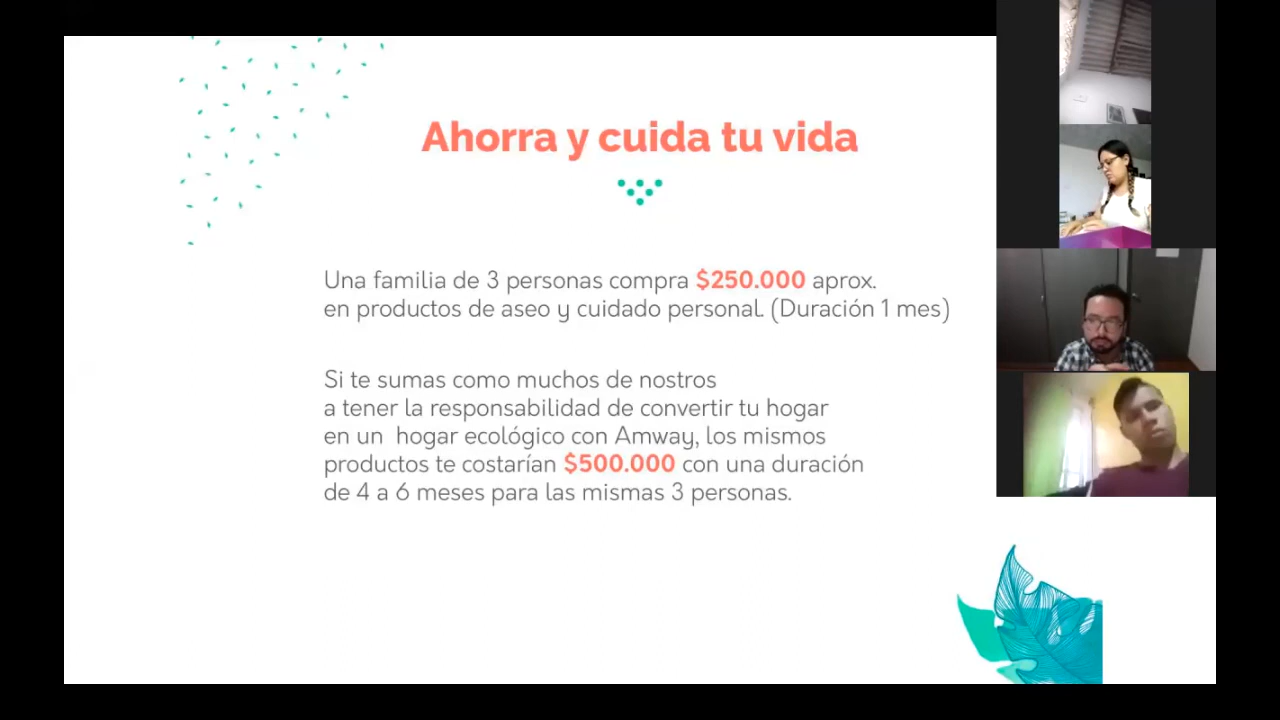 Ahorra y cuida tu vida
Una familia de 3 personas compra $250.000 aprox.
en productos de aseo y cuidado personal. (Duración 1 mes)
Si te sumas como muchos de nostros
a tener la responsabilidad de convertir tu hogar
en un hogar ecológico con Amway, los mismos
productos te costarían $500.000 con una duración
de 4 a 6 meses para las mismas 3 personas.